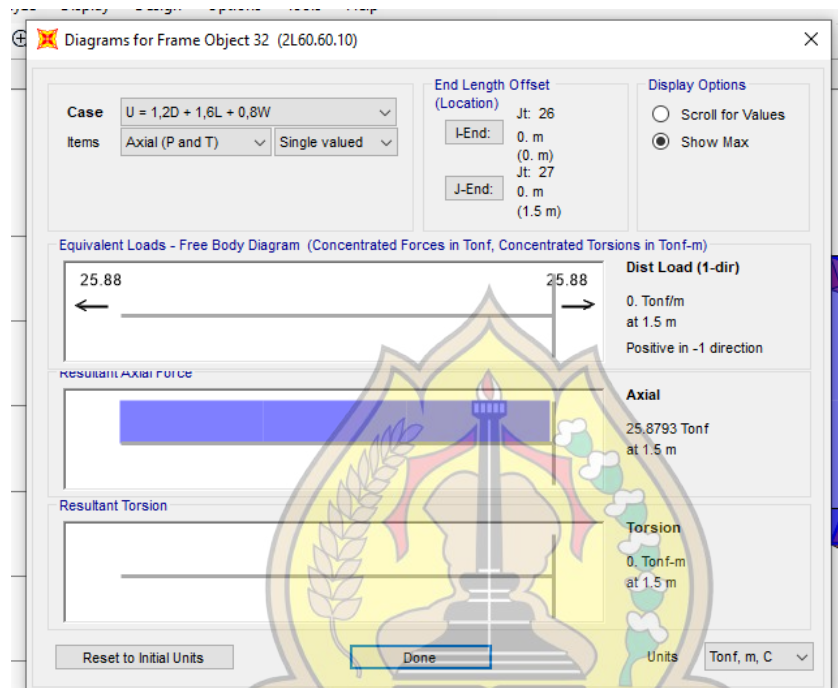 Diagrams for Frame Object 32 (2L60.60.10)
Case U = 1,2D + 1,6L + 0,8W
Items Axial (P and T) Single valued
End Length Offset
(Location)
Jt: 26
I-End: 0. m
(0. m)
Jt: 27
J-End: 0. m
(1.5 m)
Display Options
Scroll for Values
Show Max
Equivalent Loads - Free Body Diagram (Concentrated Forces in Tonf, Concentrated Torsions in Tonf-m)
25.88 25.88
Dist Load (1-dir)
0. Tonf/m
at 1.5 m
Positive in -1 direction
Resultant Axial Force
Axial
25.8793 Tonf
at 1.5 m
Resultant Torsion
Torsion
0. Tonf-m
at 1.5 m
Reset to Initial Units Done Units Tonf, m, C